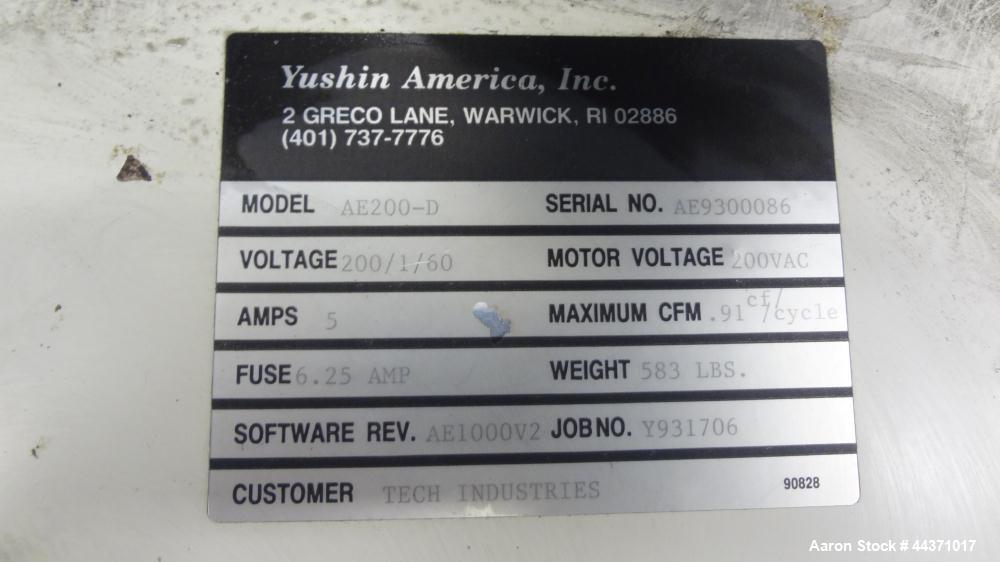 Yushin America, Inc.
2 GRECO LANE, WARWICK, RI 02886
(401) 737-7776
MODEL AE200-D SERIAL NO. AE9300086
VOLTAGE 200/1/60 MOTOR VOLTAGE 200VAC
AMPS 5 MAXIMUM CFM .91 cf/cycle
FUSE 6.25 AMP WEIGHT 583 LBS.
SOFTWARE REV. AE1000V2 JOB NO. Y931706
CUSTOMER TECH INDUSTRIES 90828
Aaron Stock # 44371017